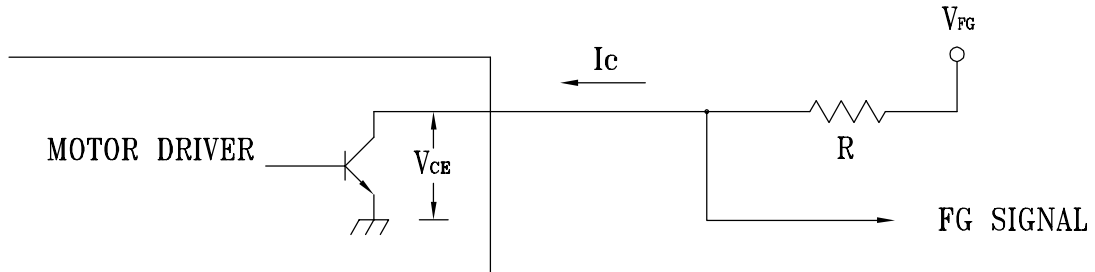 VFG
Ic
MOTOR DRIVER
VCE
R
FG SIGNAL